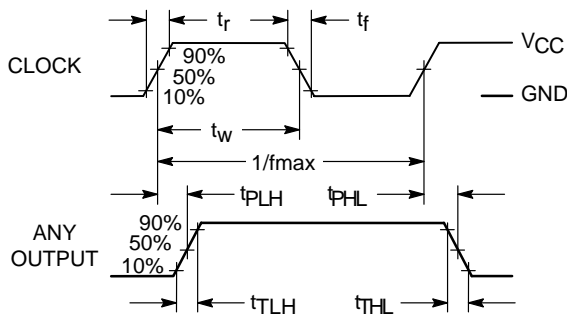 tr
tf
VCC
CLOCK
90%
50%
10%
GND
tw
1/fmax
tPLH
tPHL
ANY
OUTPUT
90%
50%
10%
tTLH
tTHL